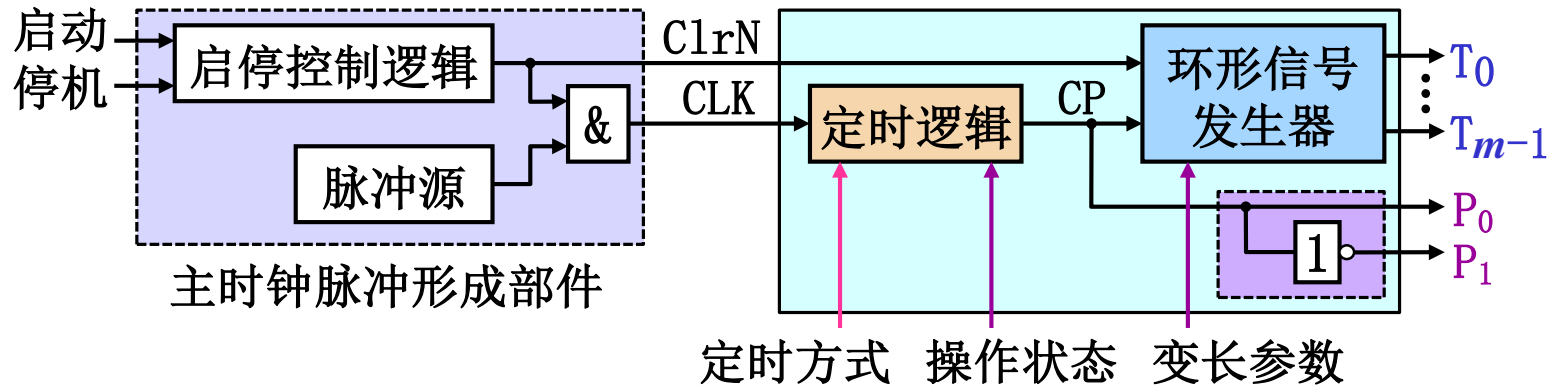 启动
停机
启停控制逻辑
脉冲源
&
主时钟脉冲形成部件
ClrN
CLK
定时逻辑
CP
环形信号
发生器
1
T0
Tm-1
P0
P1
定时方式
操作状态
变长参数